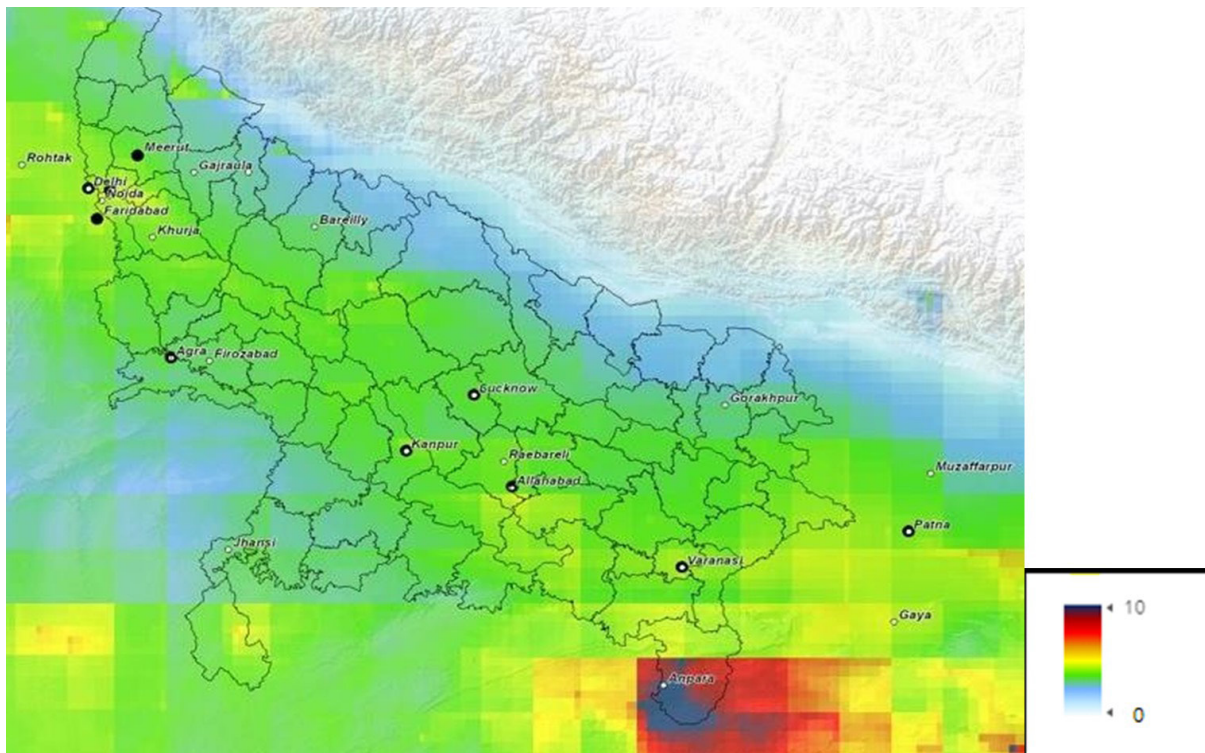 Meerut
Rohtak
Gajraula
Delhi
Noida
Faridabad
Bareilly
Khurja
Agra
Firozabad
Lucknow
Gorakhpur
Kanpur
Raebareli
Muzaffarpur
Allahabad
Patna
Jhansi
Varanasi
10
Gaya
Anpara
0